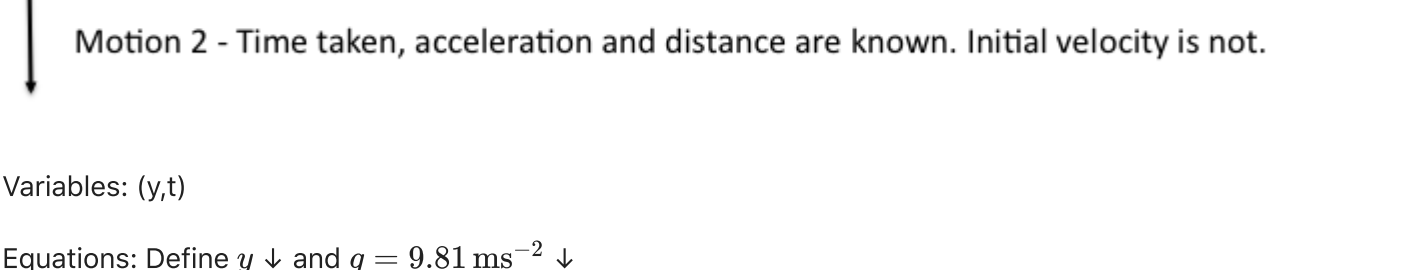 Motion 2 - Time taken, acceleration and distance are known. Initial velocity is not.
Variables: (y,t)
Equations: Define y ↓ and g = 9.81 ms⁻² ↓